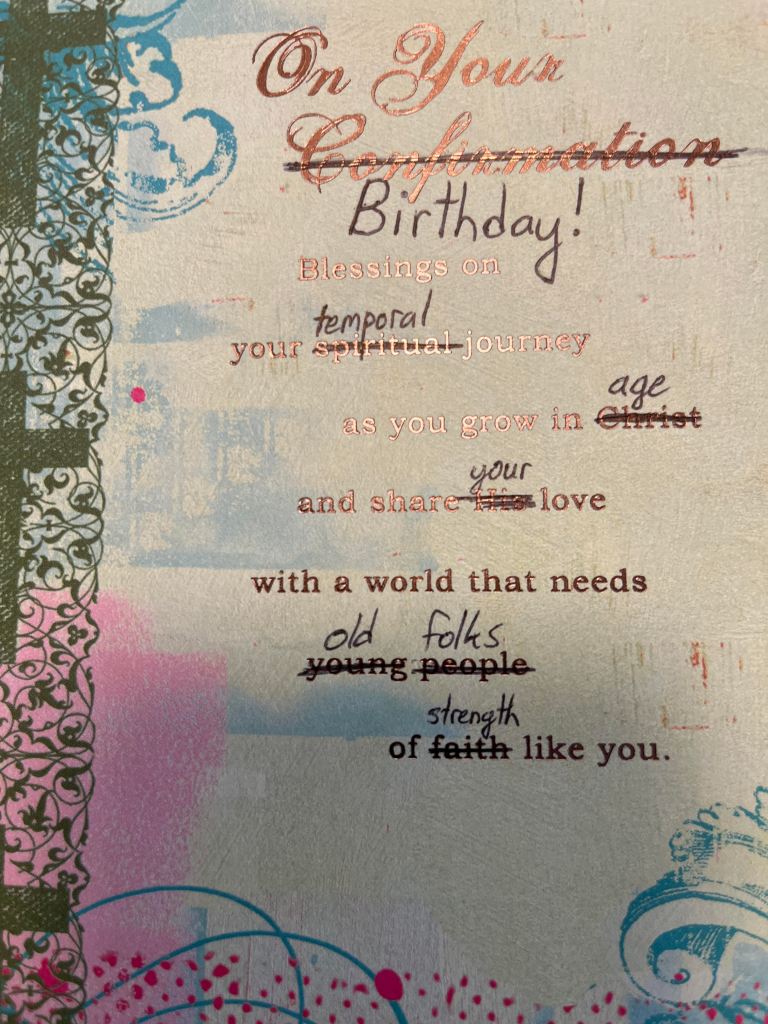 On Your
Confirmation
Birthday!
Blessings on
temporal
your spiritual journey
age
as you grow in Christ
your
and share His love
with a world that needs
old folks
young people
strength
of faith like you.